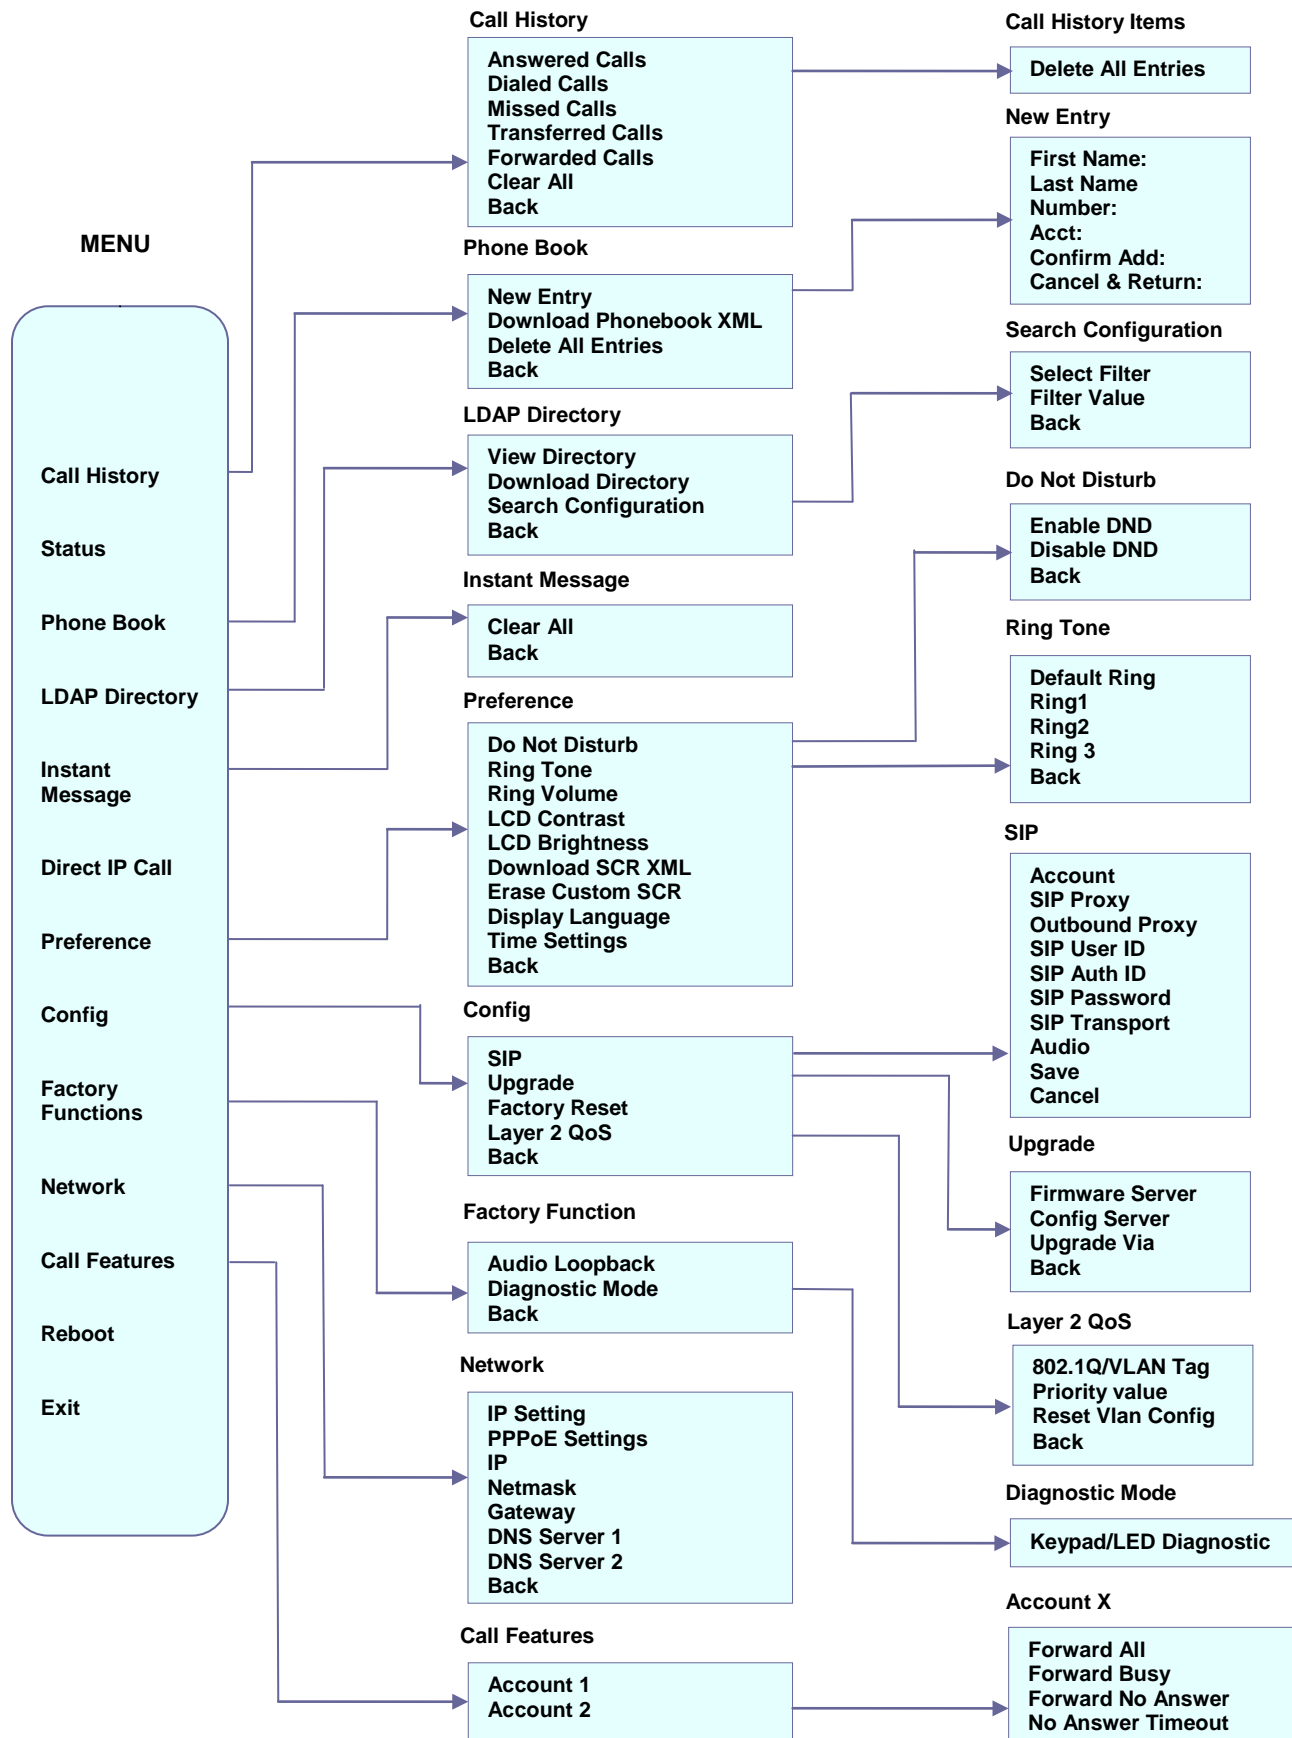 MENU
Call History
Status
Phone Book
LDAP Directory
Instant
Message
Direct IP Call
Preference
Config
Factory
Functions
Network
Call Features
Reboot
Exit
Call History
Answered Calls
Dialed Calls
Missed Calls
Transferred Calls
Forwarded Calls
Clear All
Back
Phone Book
New Entry
Download Phonebook XML
Delete All Entries
Back
LDAP Directory
View Directory
Download Directory
Search Configuration
Back
Instant Message
Clear All
Back
Preference
Do Not Disturb
Ring Tone
Ring Volume
LCD Contrast
LCD Brightness
Download SCR XML
Erase Custom SCR
Display Language
Time Settings
Back
Config
SIP
Upgrade
Factory Reset
Layer 2 QoS
Back
Factory Function
Audio Loopback
Diagnostic Mode
Back
Network
IP Setting
PPPoE Settings
IP
Netmask
Gateway
DNS Server 1
DNS Server 2
Back
Call Features
Account 1
Account 2
Call History Items
Delete All Entries
New Entry
First Name:
Last Name
Number:
Acct:
Confirm Add:
Cancel & Return:
Search Configuration
Select Filter
Filter Value
Back
Do Not Disturb
Enable DND
Disable DND
Back
Ring Tone
Default Ring
Ring1
Ring2
Ring 3
Back
SIP
Account
SIP Proxy
Outbound Proxy
SIP User ID
SIP Auth ID
SIP Password
SIP Transport
Audio
Save
Cancel
Upgrade
Firmware Server
Config Server
Upgrade Via
Back
Layer 2 QoS
802.1Q/VLAN Tag
Priority value
Reset Vlan Config
Back
Diagnostic Mode
Keypad/LED Diagnostic
Account X
Forward All
Forward Busy
Forward No Answer
No Answer Timeout